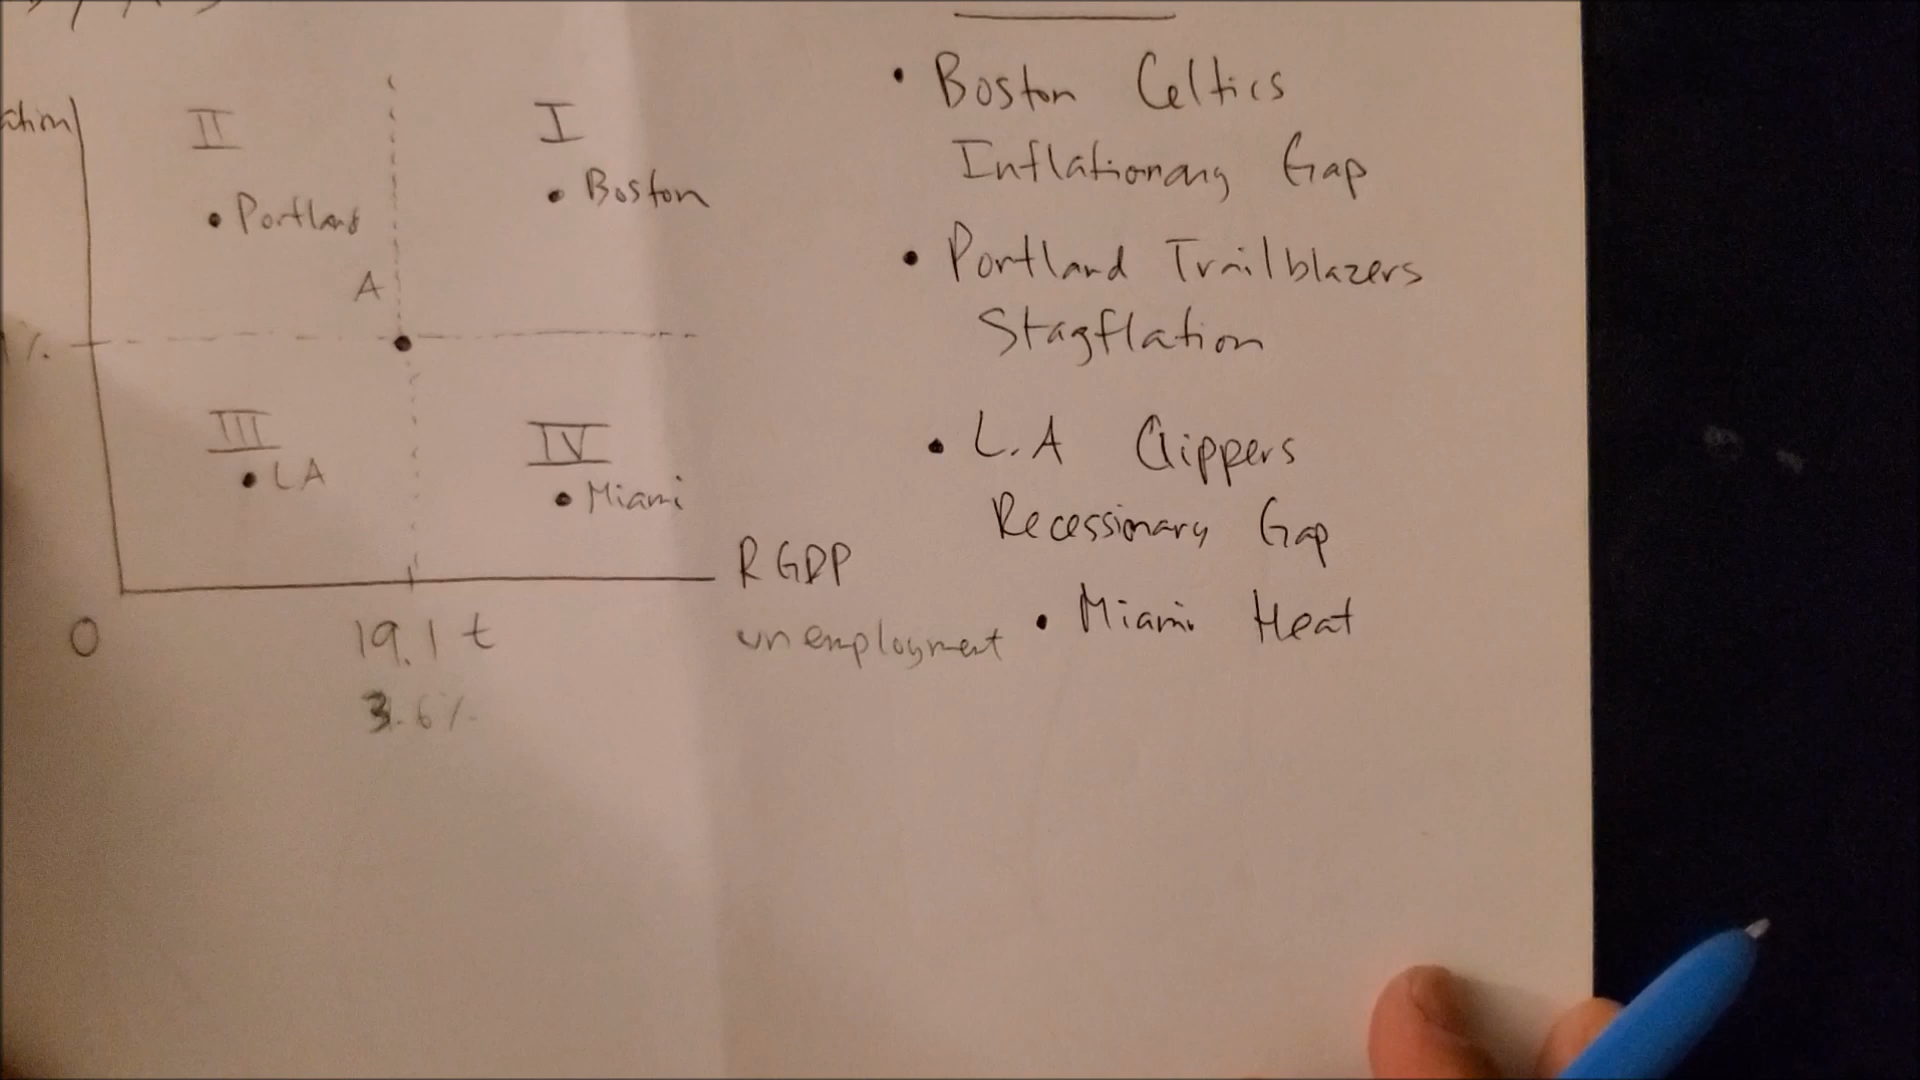 II
I
Portland
Boston
A
III
LA
IV
Miami
RGDP
unemployment
0
19.1 t
3.6%
• Boston Celtics
Inflationary Gap
• Portland Trailblazers
Stagflation
• L.A Clippers
Recessionary Gap
• Miami Heat